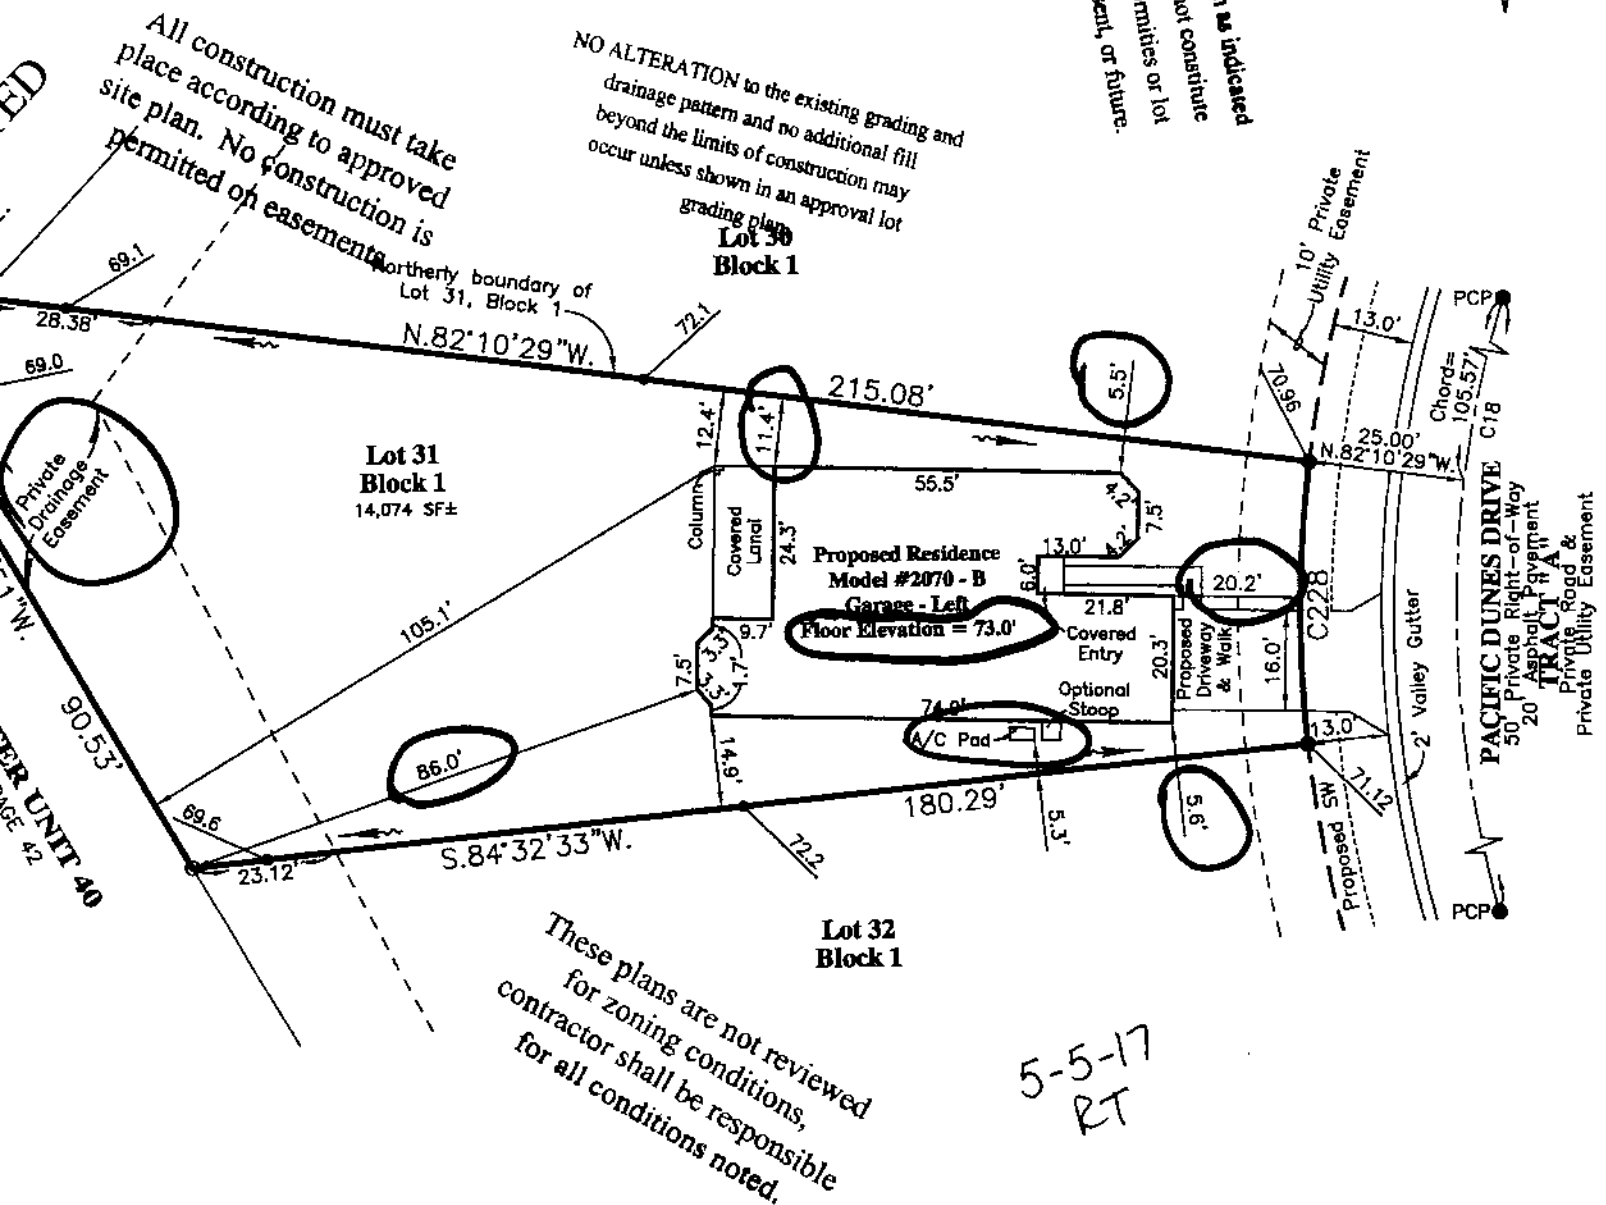 ED
All construction must take
place according to approved
site plan. No construction is
permitted on easements
NO ALTERATION to the existing grading and
drainage pattern and no additional fill
beyond the limits of construction may
occur unless shown in an approval lot
grading plan
as indicated
not constitute
or lot
, or future.
Lot 30
Block 1
Northerly boundary of
Lot 31, Block 1
69.1
28.38'
69.0
N.82°10'29"W.
72.1
215.08'
5.5'
12.4'
11.4'
10' Private
Utility Easement
70.96
13.0'
PCP
Chord=
105.57'
C18
25.00'
N.82°10'29"W.
Private
Drainage
Easement
Lot 31
Block 1
14,074 SF±
Column
Covered
Lanai
24.3'
55.5'
4.2'
7.5'
4.2'
13.0'
6.0'
Proposed Residence
Model #2070 - B
Garage - Left
Floor Elevation = 73.0'
21.8'
20.2'
Covered
Entry
20.3'
Proposed
Driveway
& Walk
16.0'
C228
105.1'
9.7'
3.3'
7.5'
3.3'
Optional
Stoop
A/C Pad
13.0'
86.0'
14.9'
90.53'
69.6
23.12'
S.84°32'33"W.
72.2
180.29'
5.3'
5.6'
71.12
Proposed SW
2' Valley Gutter
PACIFIC DUNES DRIVE
50' Private Right-of-Way
20' Asphalt Pavement
TRACT "A"
Private Road &
Private Utility Easement
PCP
UNIT 40
42
Lot 32
Block 1
These plans are not reviewed
for zoning conditions,
contractor shall be responsible
for all conditions noted.
5-5-17
RT